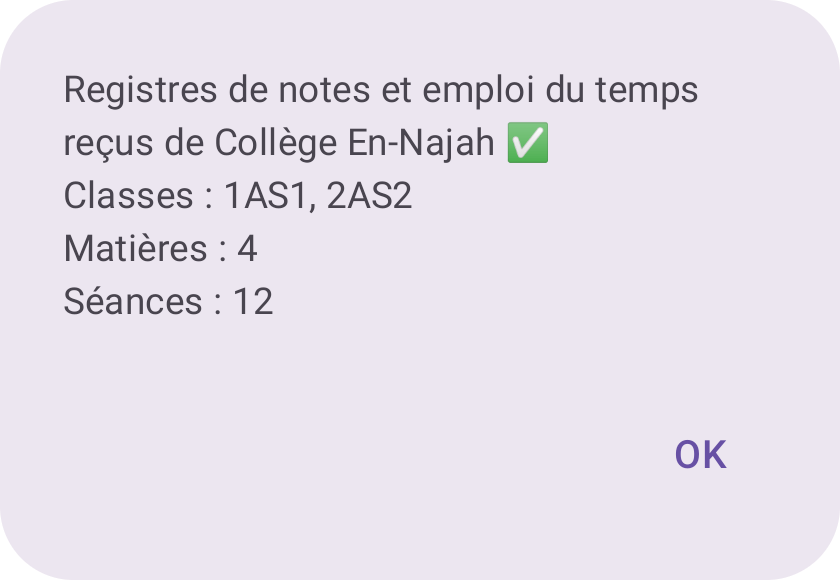 Registres de notes et emploi du temps
reçus de Collège En-Najah ✅
Classes : 1AS1, 2AS2
Matières : 4
Séances : 12
OK